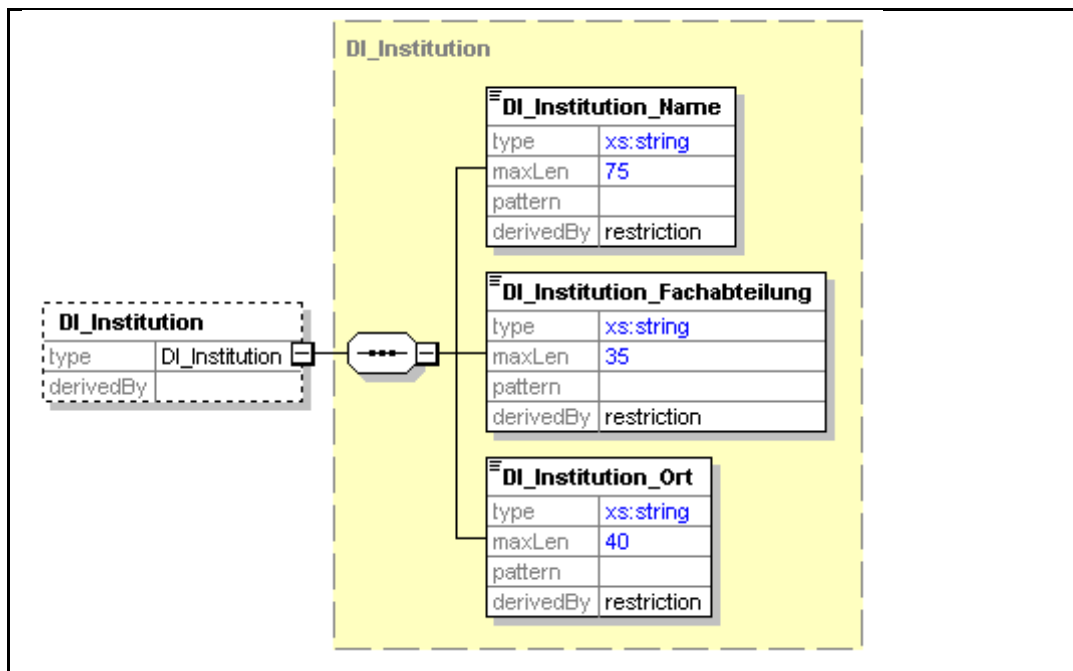 DI_Institution
DI_Institution_Name
type xs:string
maxLen 75
pattern
derivedBy restriction
DI_Institution_Fachabteilung
type xs:string
maxLen 35
pattern
derivedBy restriction
DI_Institution
type DI_Institution
derivedBy
DI_Institution_Ort
type xs:string
maxLen 40
pattern
derivedBy restriction